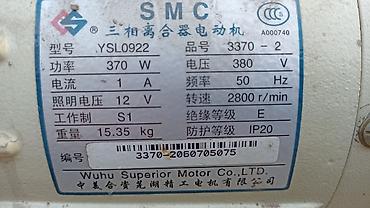 SMC
三相离合器电动机
A000740
型号 YSL0922 品号 3370-2
功率 370 W 电压 380 V
电流 1 A 频率 50 Hz
照明电压 12 V 转速 2800 r/min
工作制 S1 绝缘等级 E
重量 15.35 kg 防护等级 IP20
编号 3370-2060705075
Wuhu Superior Motor Co.,LTD.
中美合资芜湖精工电机有限公司